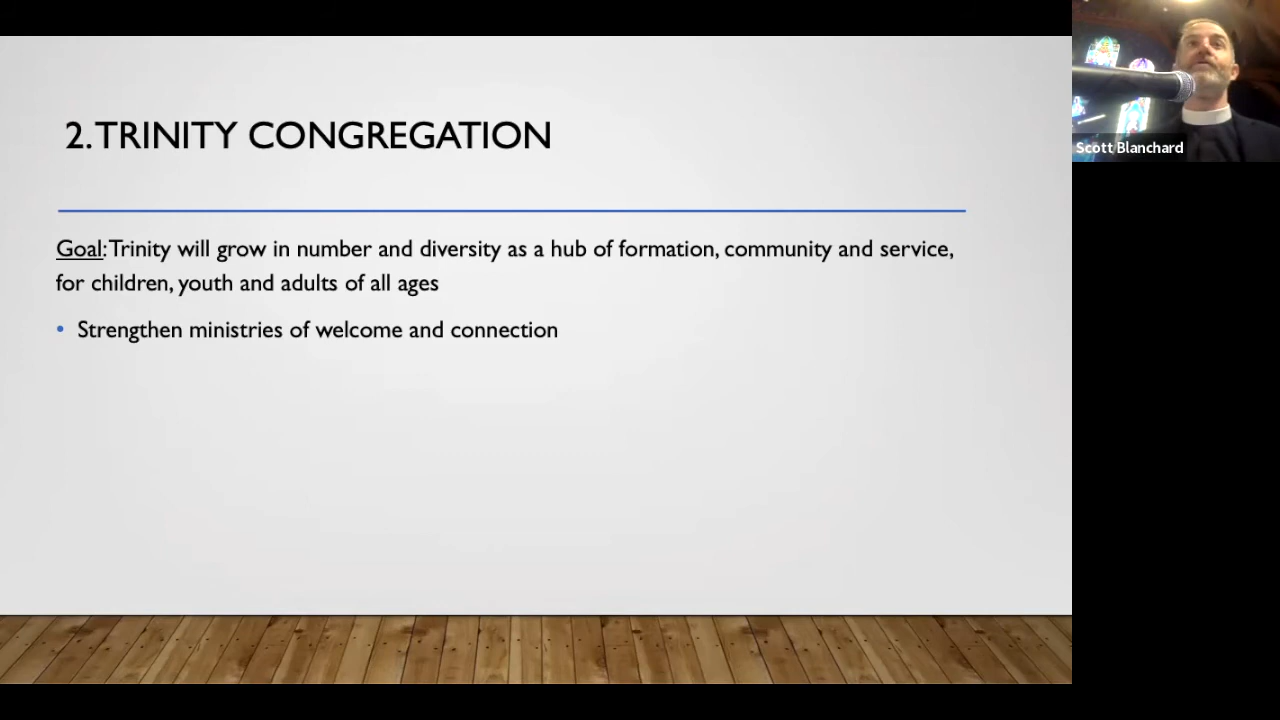 2. TRINITY CONGREGATION
Goal: Trinity will grow in number and diversity as a hub of formation, community and service,
for children, youth and adults of all ages
• Strengthen ministries of welcome and connection
Scott Blanchard